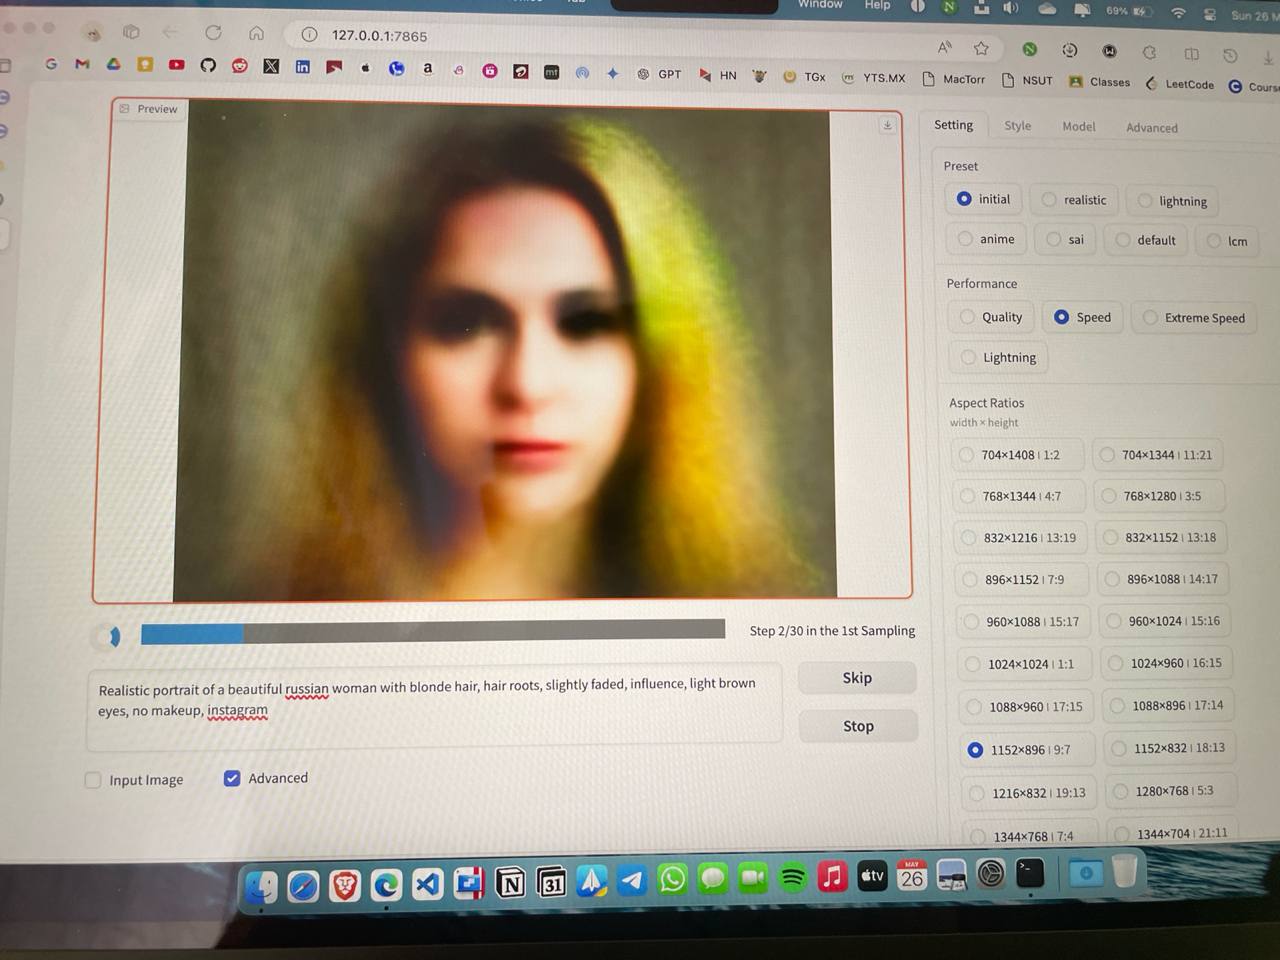 Window Help 69% Sun 26 M
127.0.0.1:7865
GPT HN TGx YTS.MX MacTorr NSUT Classes LeetCode Cours
Preview
Setting Style Model Advanced
Preset
initial realistic lightning
anime sai default lcm
Performance
Quality Speed Extreme Speed
Lightning
Aspect Ratios
width × height
704×1408 | 1:2 704×1344 | 11:21
768×1344 | 4:7 768×1280 | 3:5
832×1216 | 13:19 832×1152 | 13:18
896×1152 | 7:9 896×1088 | 14:17
960×1088 | 15:17 960×1024 | 15:16
1024×1024 | 1:1 1024×960 | 16:15
1088×960 | 17:15 1088×896 | 17:14
1152×896 | 9:7 1152×832 | 18:13
1216×832 | 19:13 1280×768 | 5:3
1344×768 | 7:4 1344×704 | 21:11
Step 2/30 in the 1st Sampling
Realistic portrait of a beautiful russian woman with blonde hair, hair roots, slightly faded, influence, light brown
eyes, no makeup, instagram
Skip
Stop
Input Image Advanced
31 tv MAY 26